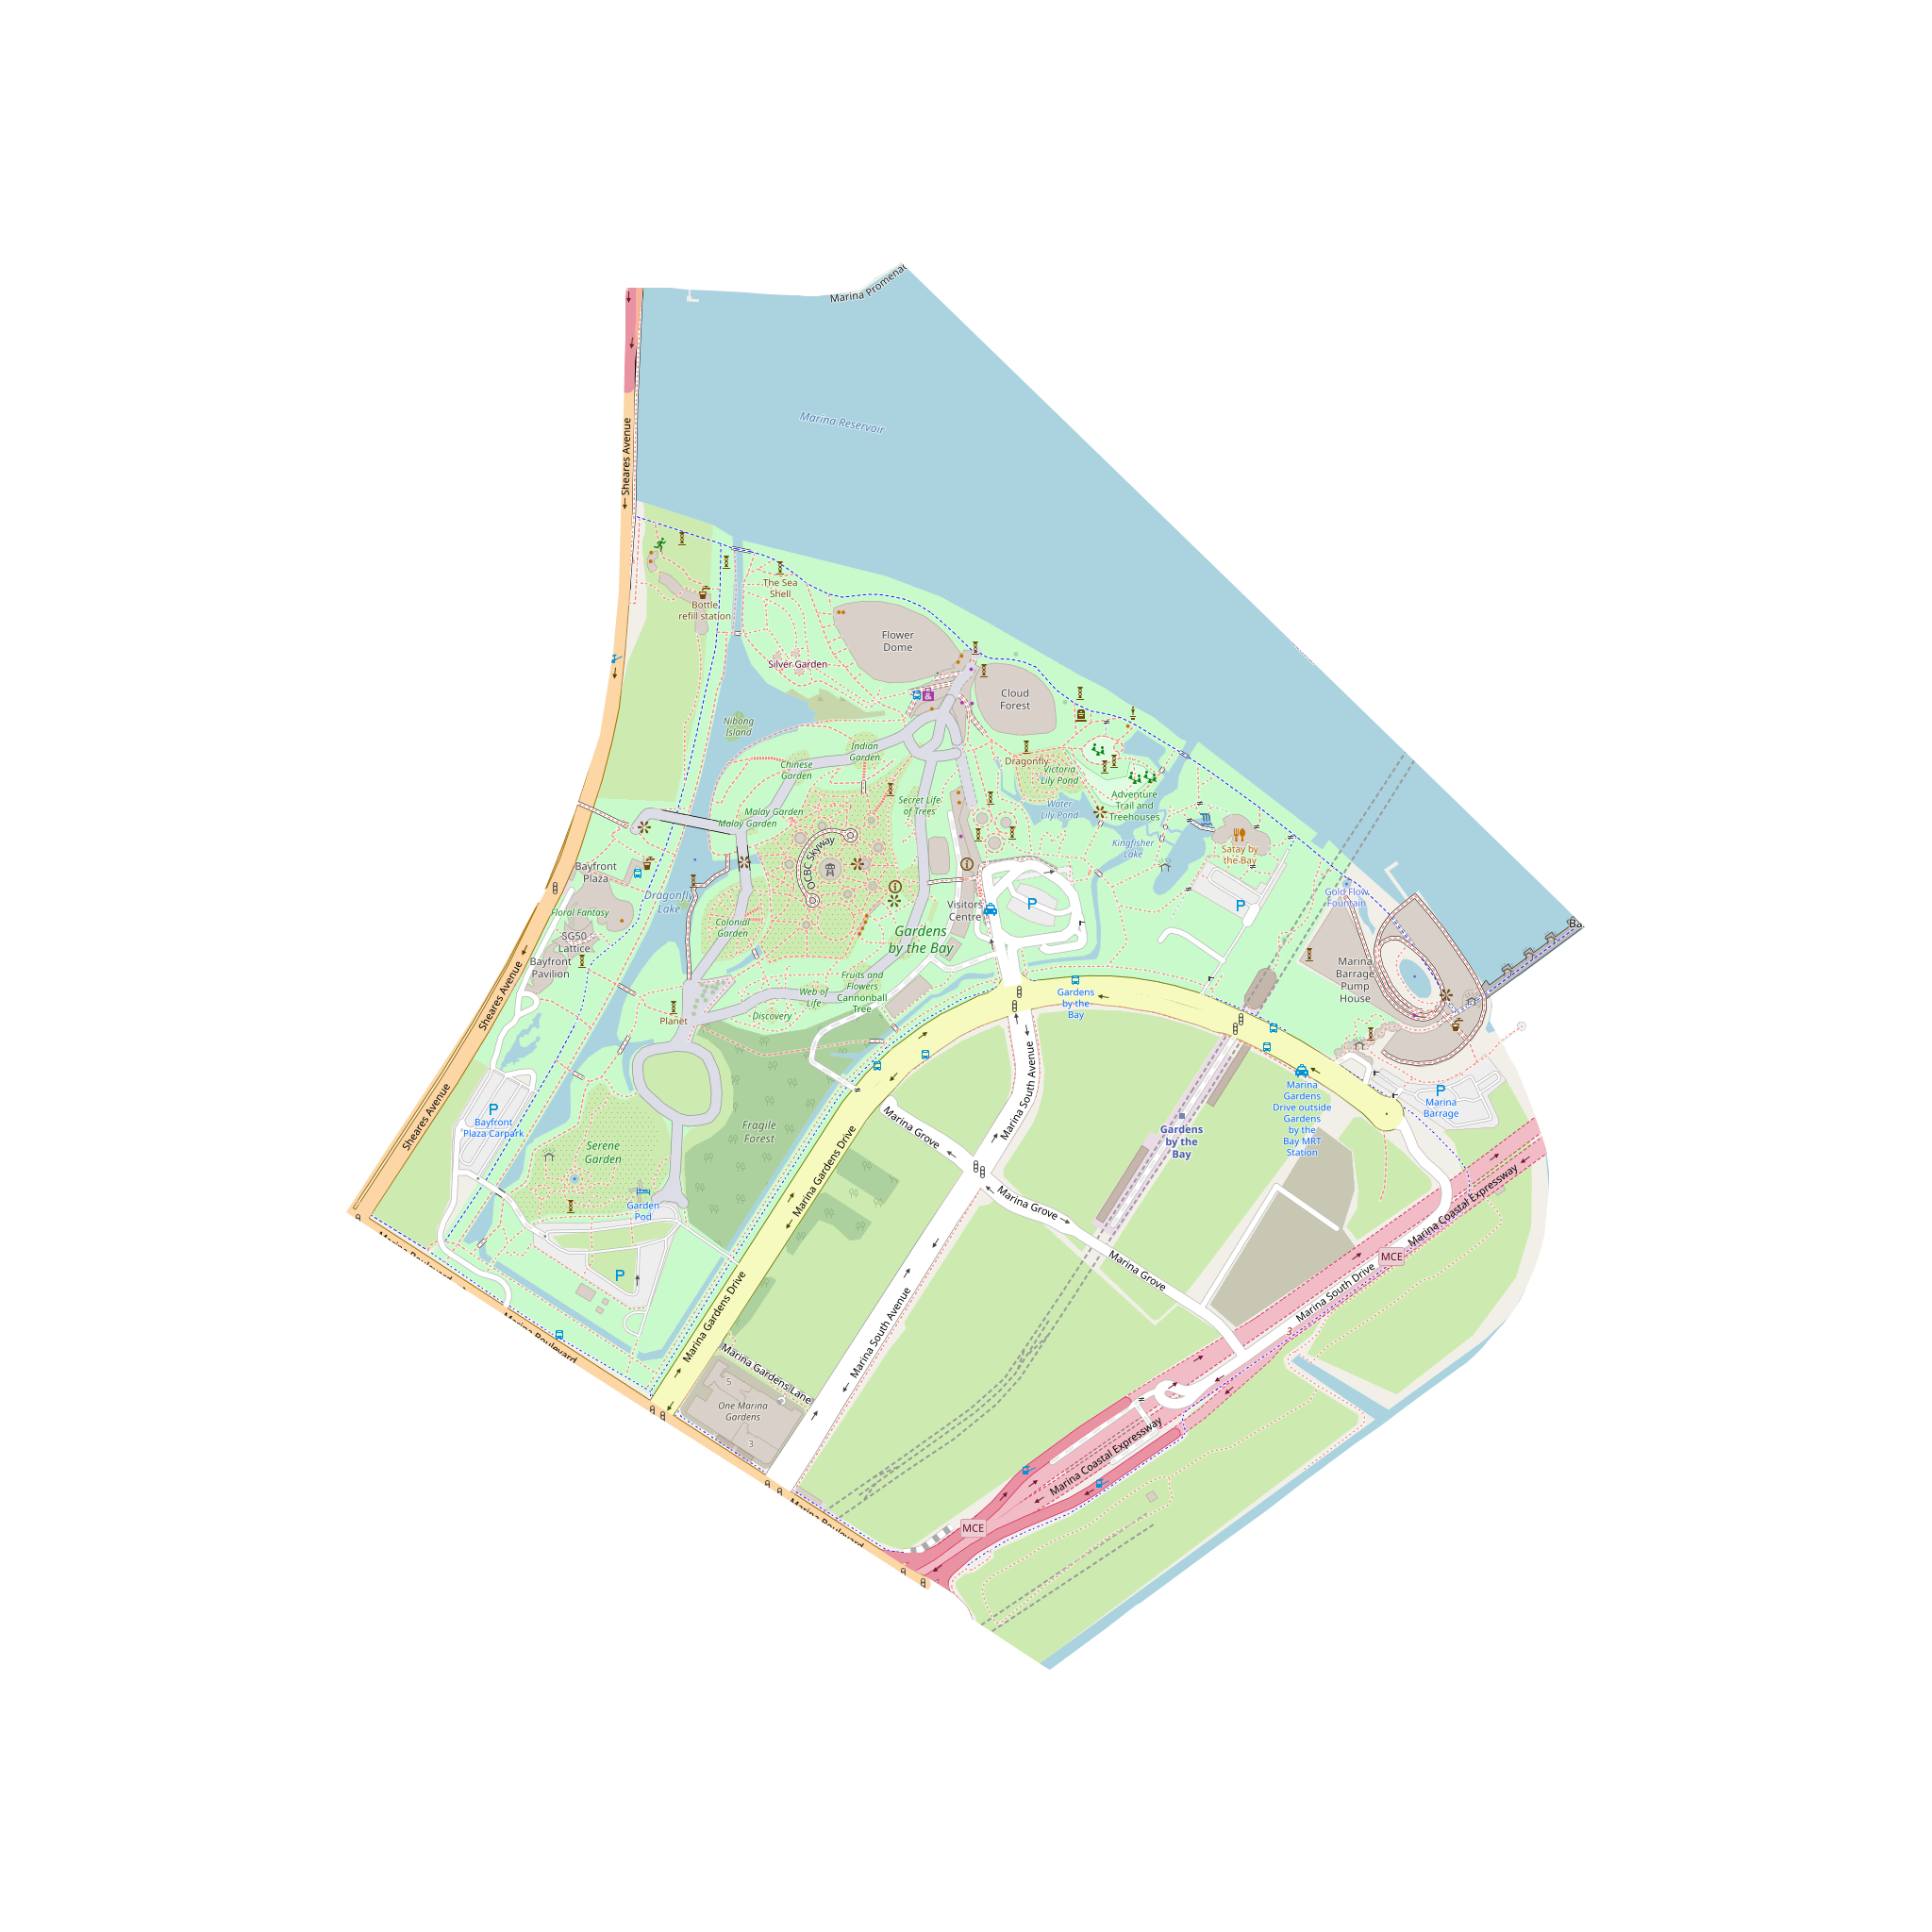 Marina Promenad
Marina Reservoir
Sheares Avenue
The Sea
Shell
Bottle
refill station
Flower
Dome
Silver Garden
Cloud
Forest
Nibong
Island
Indian
Garden
Chinese
Garden
Dragonfly
Victoria
Lily Pond
Secret Life
of Trees
Malay Garden
Malay Garden
Water
Lily Pond
Adventure
Trail and
Treehouses
OCBC Skyway
Kingfisher
Lake
Satay by
the Bay
Bayfront
Plaza
Dragonfly
Lake
Gold Flow
Fountain
Floral Fantasy
Visitors
Centre
P
P
Colonial
Garden
Gardens
by the Bay
SG50
Lattice
Bayfront
Pavilion
Ba
Marina
Barrage
Pump
House
Sheares Avenue
Fruits and
Flowers
Cannonball
Tree
Web of
Life
Discovery
Planet
Gardens
by the
Bay
Marina South Avenue
P
Bayfront
Plaza Carpark
Sheares Avenue
Marina
Gardens
Drive outside
Gardens
by the
Bay MRT
Station
P
Marina
Barrage
Marina Grove
Fragile
Forest
Serene
Garden
Gardens
by the
Bay
Marina Gardens Drive
Garden
Pod
Marina Grove
Marina Coastal Expressway
MCE
Marina Grove
P
Marina South Drive
3
Marina Gardens Drive
Marina South Avenue
Marina Boulevard
Marina Boulevard
Marina Gardens Lane
5
One Marina
Gardens
3
Marina Coastal Expressway
Marina Boulevard
MCE